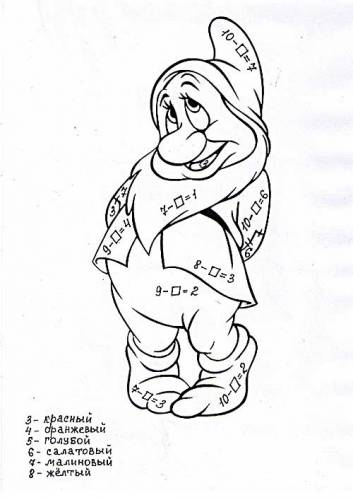 10-□=7
7-□=1
10-□=6
9-□=4
8-□=3
9-□=2
7-□=3
10-□=2
3- красный
4- оранжевый
5- голубой
6- салатовый
7- малиновый
8- жёлтый